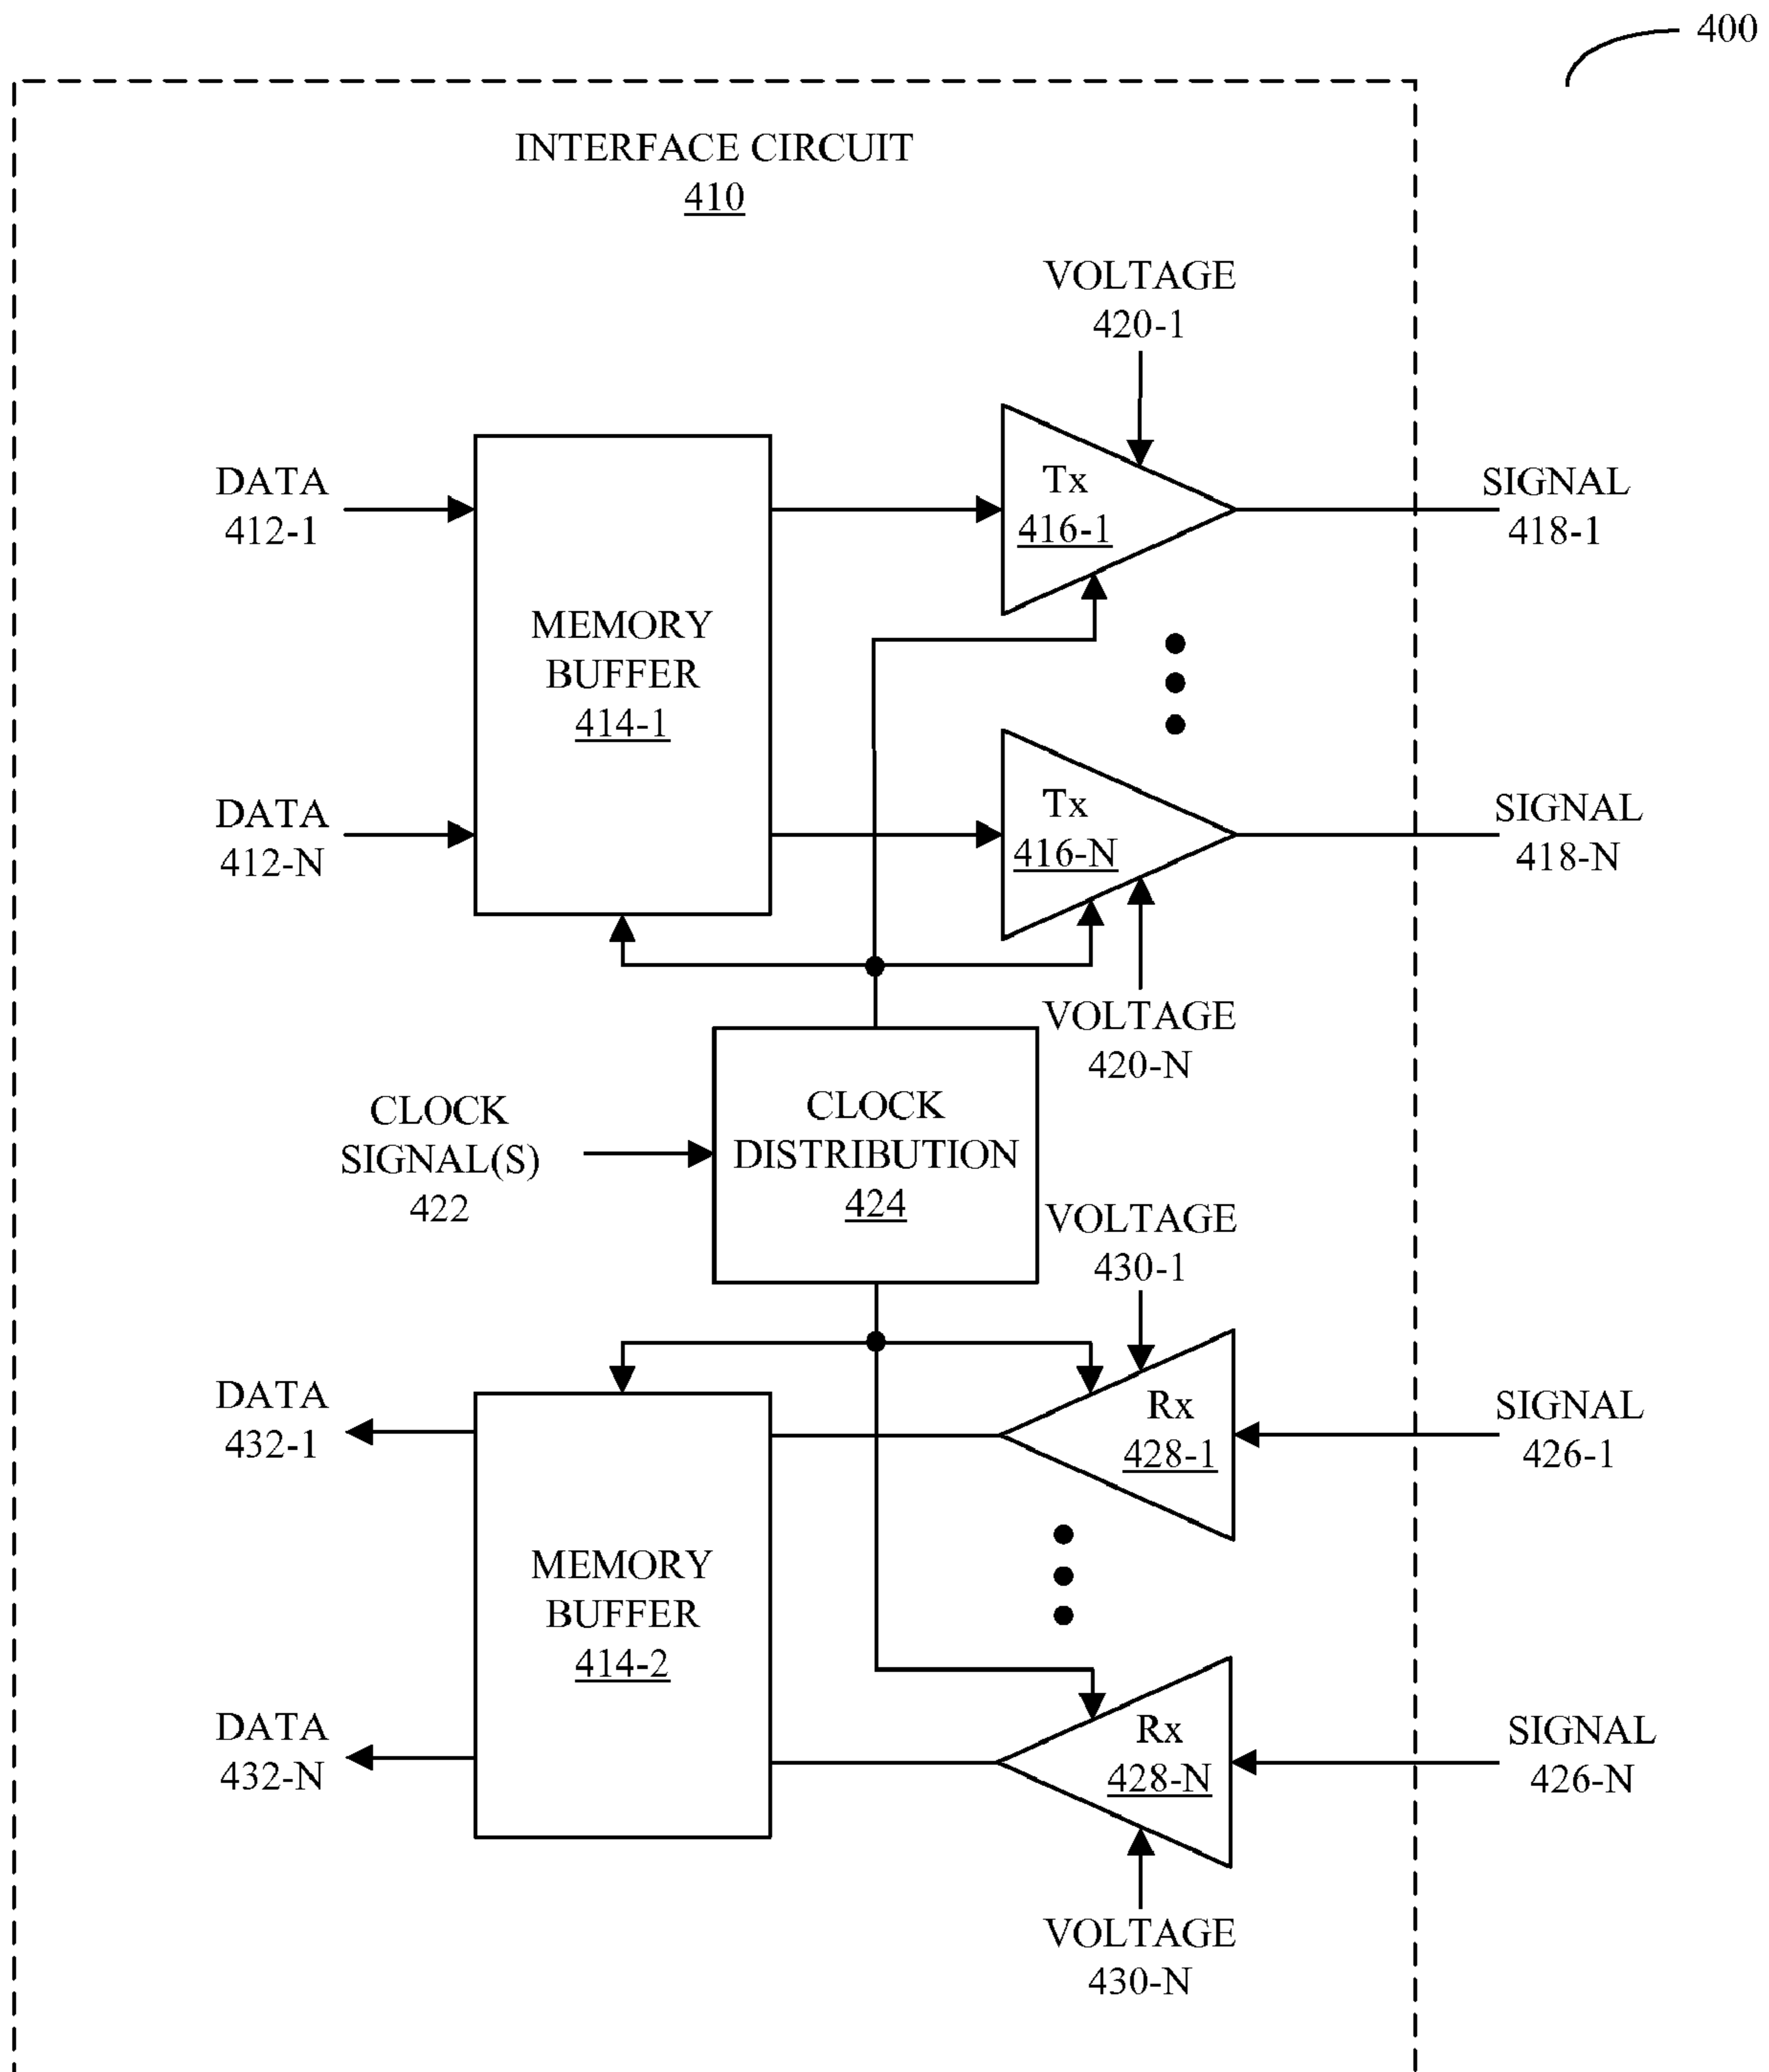 400
INTERFACE CIRCUIT
410
VOLTAGE
420-1
DATA
412-1
Tx
416-1
SIGNAL
418-1
MEMORY
BUFFER
414-1
DATA
412-N
Tx
416-N
SIGNAL
418-N
VOLTAGE
420-N
CLOCK
SIGNAL(S)
422
CLOCK
DISTRIBUTION
424
VOLTAGE
430-1
DATA
432-1
Rx
428-1
SIGNAL
426-1
MEMORY
BUFFER
414-2
DATA
432-N
Rx
428-N
SIGNAL
426-N
VOLTAGE
430-N